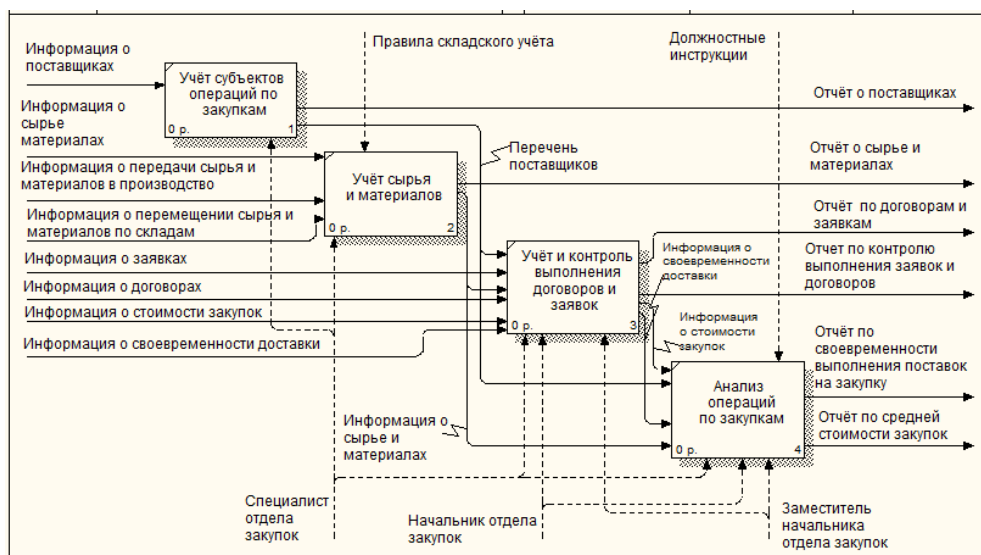 Информация о
поставщиках
Правила складского учёта
Должностные
инструкции
Учёт субъектов
операций по
закупкам
0 р.
1
Отчёт о поставщиках
Информация о
сырье
материалах
Перечень
поставщиков
Отчёт о сырье и
материалах
Информация о передачи сырья и
материалов в производство
Учёт сырья
и материалов
0 р.
2
Информация о перемещении сырья и
материалов по складам
Отчёт по договорам и
заявкам
Информация о заявках
Учёт и контроль
выполнения
договоров и
заявок
0 р.
3
Информация о
своевременности
доставки
Отчет по контролю
выполнения заявок и
договоров
Информация о договорах
Информация о стоимости закупок
Информация о
о стоимости
закупок
Информация о своевременности доставки
Отчёт по
своевременности
выполнения поставок
на закупку
Анализ
операций
по закупкам
0 р.
4
Информация о
сырье и
материалах
Отчёт по средней
стоимости закупок
Специалист
отдела
закупок
Начальник отдела
закупок
Заместитель
начальника
отдела закупок